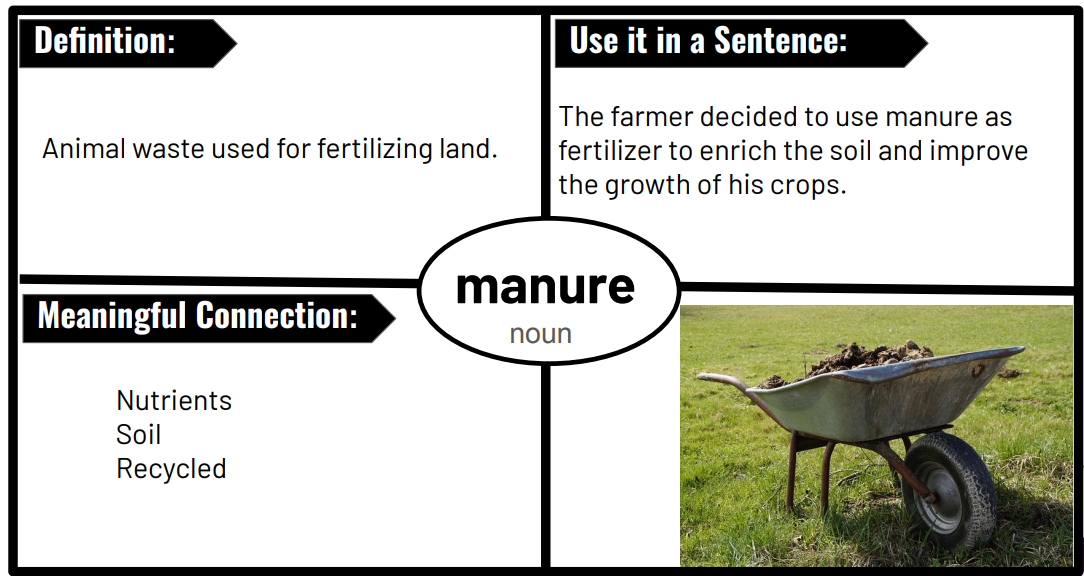 Definition:
Animal waste used for fertilizing land.
Use it in a Sentence:
The farmer decided to use manure as
fertilizer to enrich the soil and improve
the growth of his crops.
manure
noun
Meaningful Connection:
Nutrients
Soil
Recycled